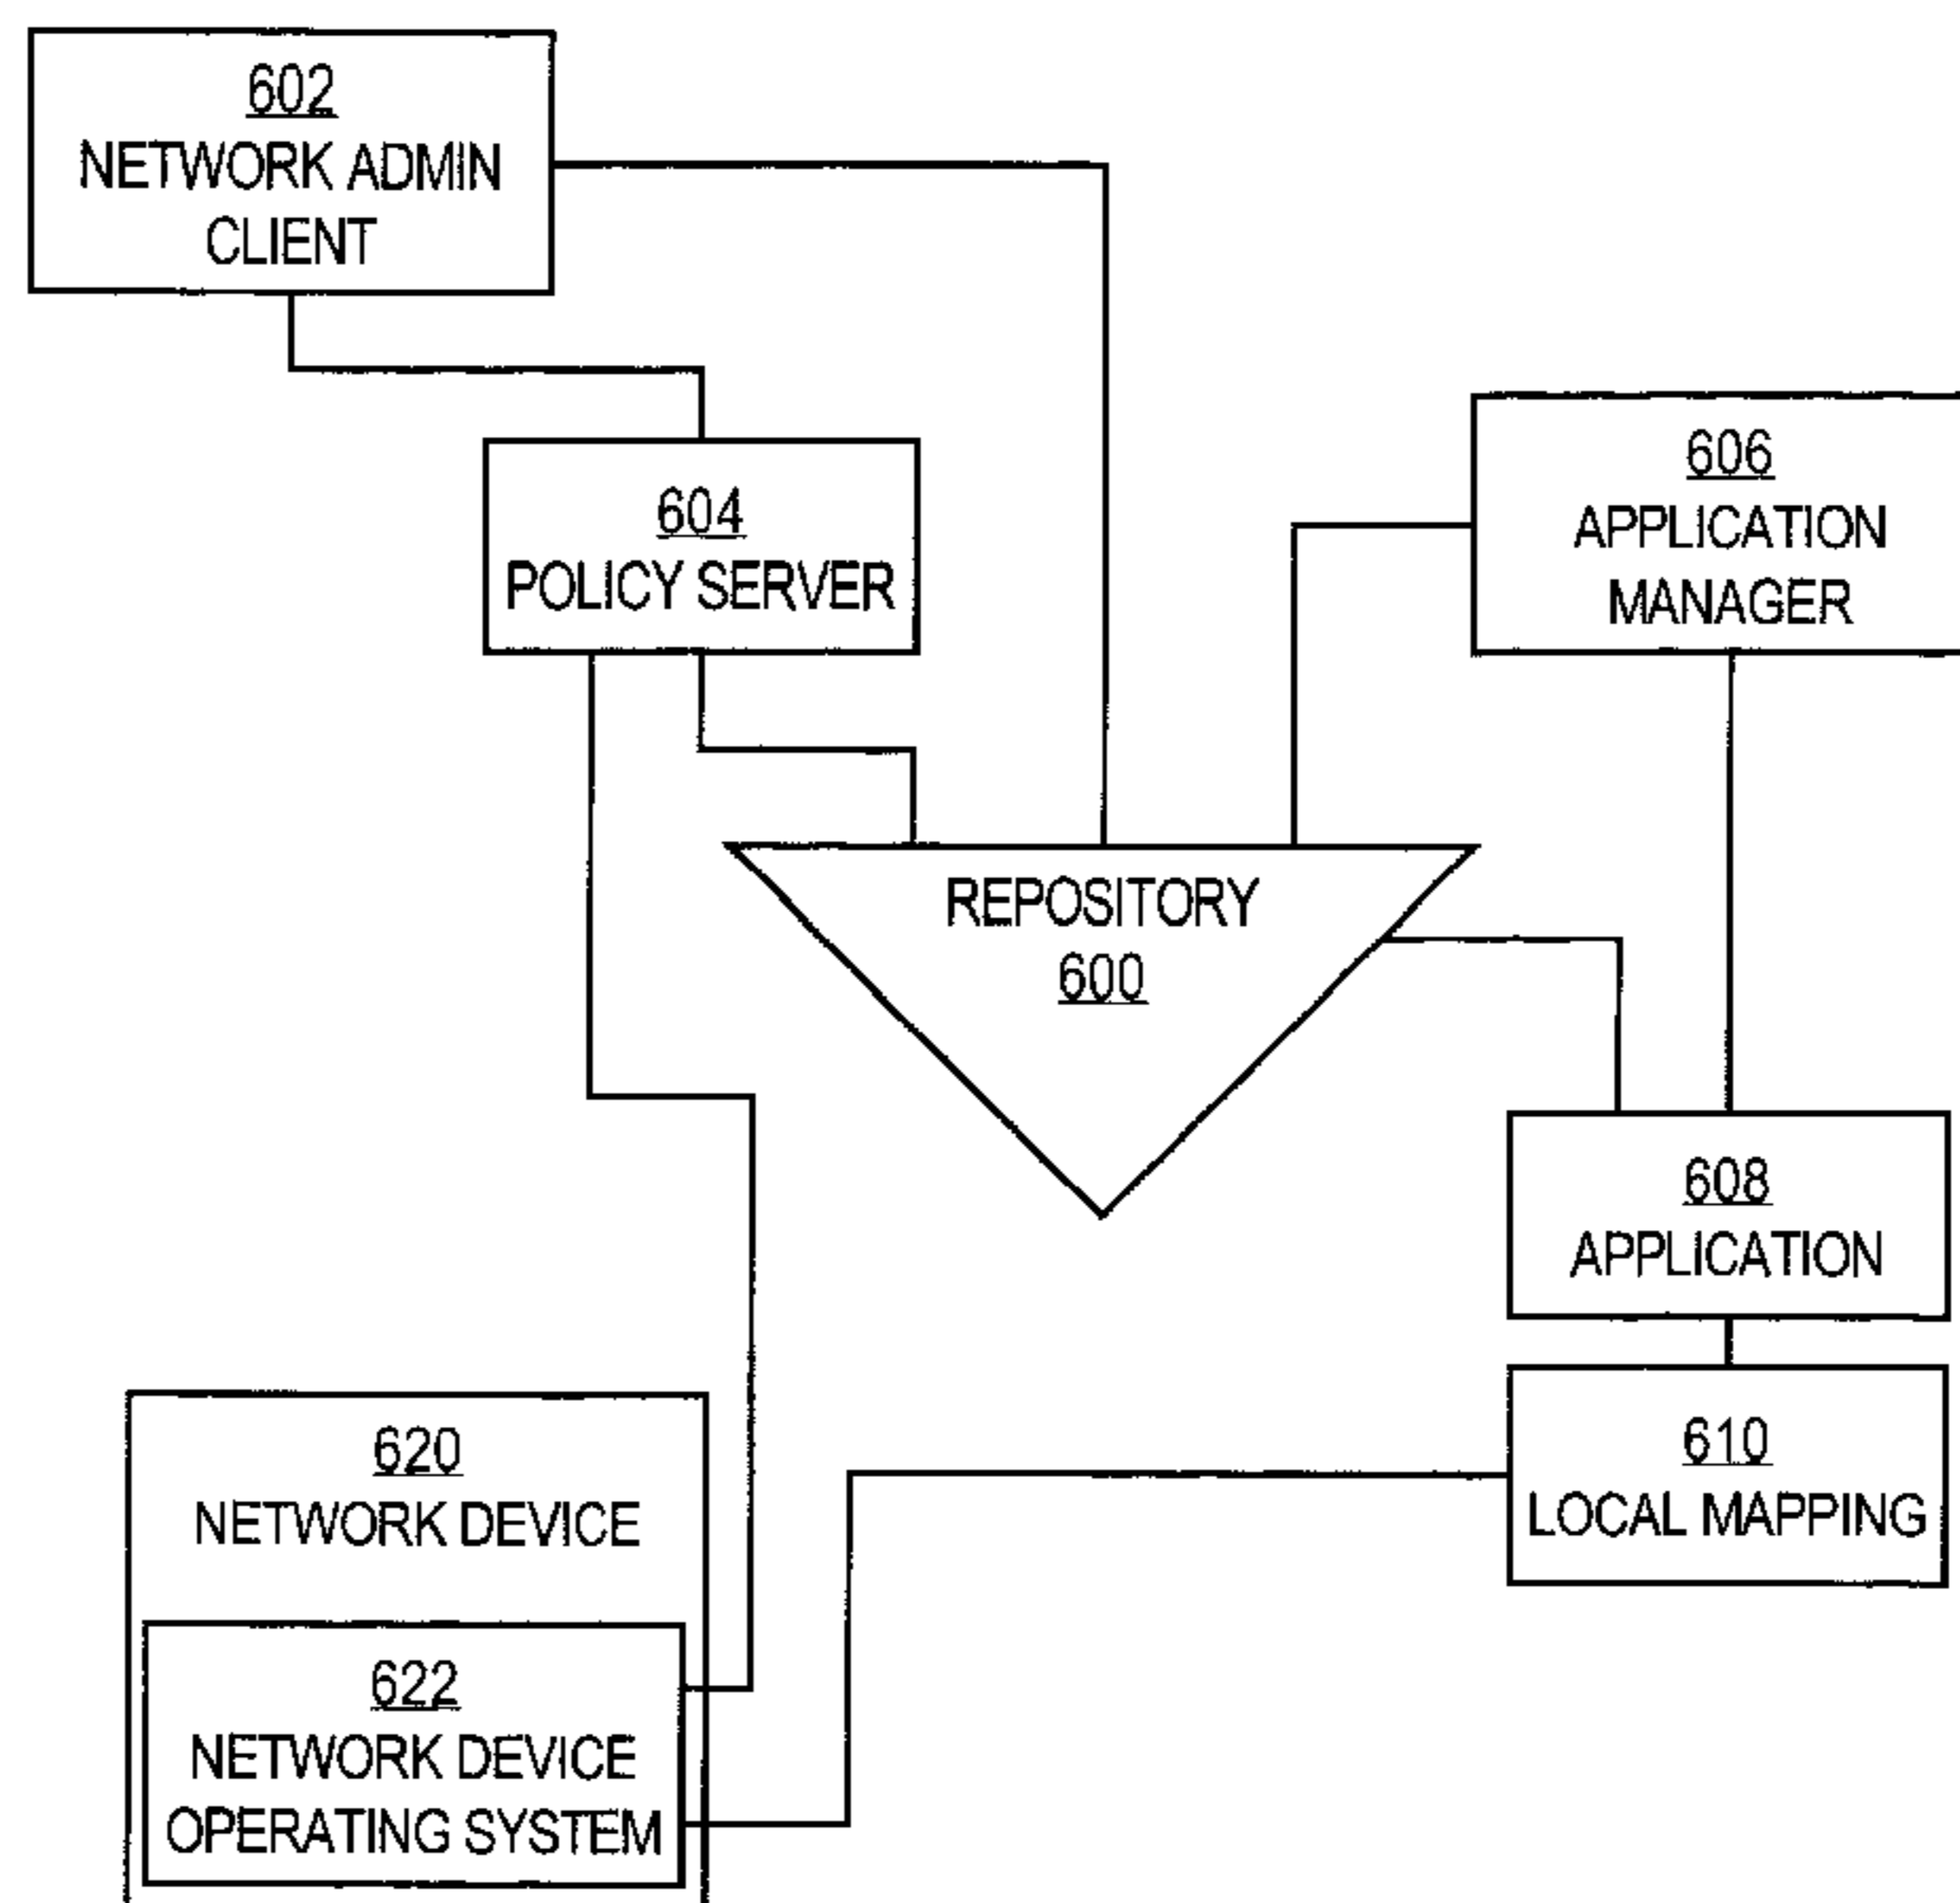 602
NETWORK ADMIN
CLIENT
604
POLICY SERVER
606
APPLICATION
MANAGER
REPOSITORY
600
608
APPLICATION
610
LOCAL MAPPING
620
NETWORK DEVICE
622
NETWORK DEVICE
OPERATING SYSTEM